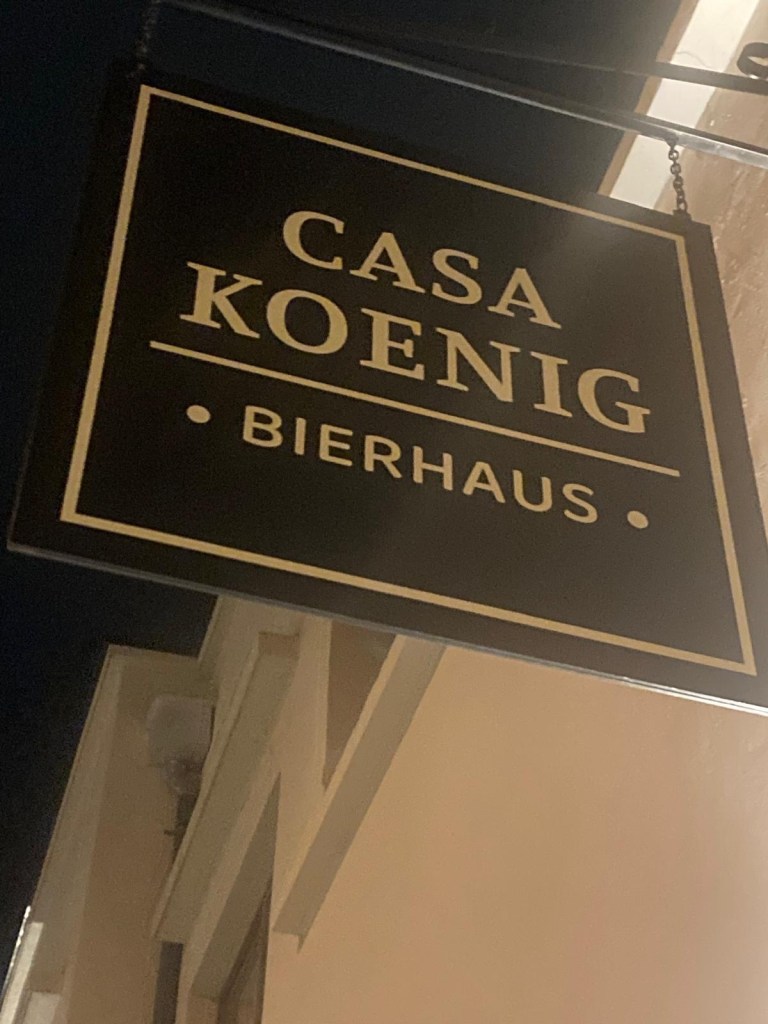 CASA
KOENIG
• BIERHAUS •